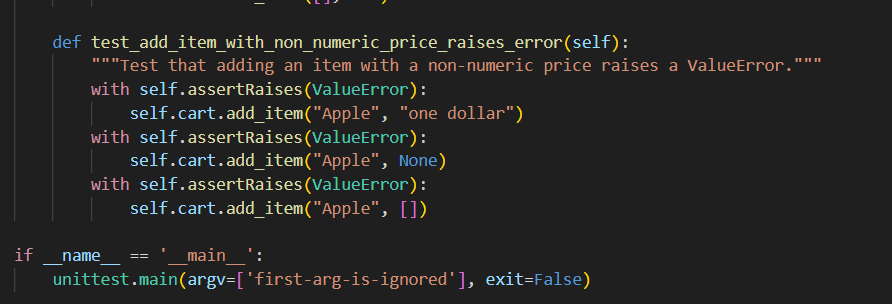 def test_add_item_with_non_numeric_price_raises_error(self):
"""Test that adding an item with a non-numeric price raises a ValueError."""
with self.assertRaises(ValueError):
self.cart.add_item("Apple", "one dollar")
with self.assertRaises(ValueError):
self.cart.add_item("Apple", None)
with self.assertRaises(ValueError):
self.cart.add_item("Apple", [])
if __name__ == '__main__':
unittest.main(argv=['first-arg-is-ignored'], exit=False)